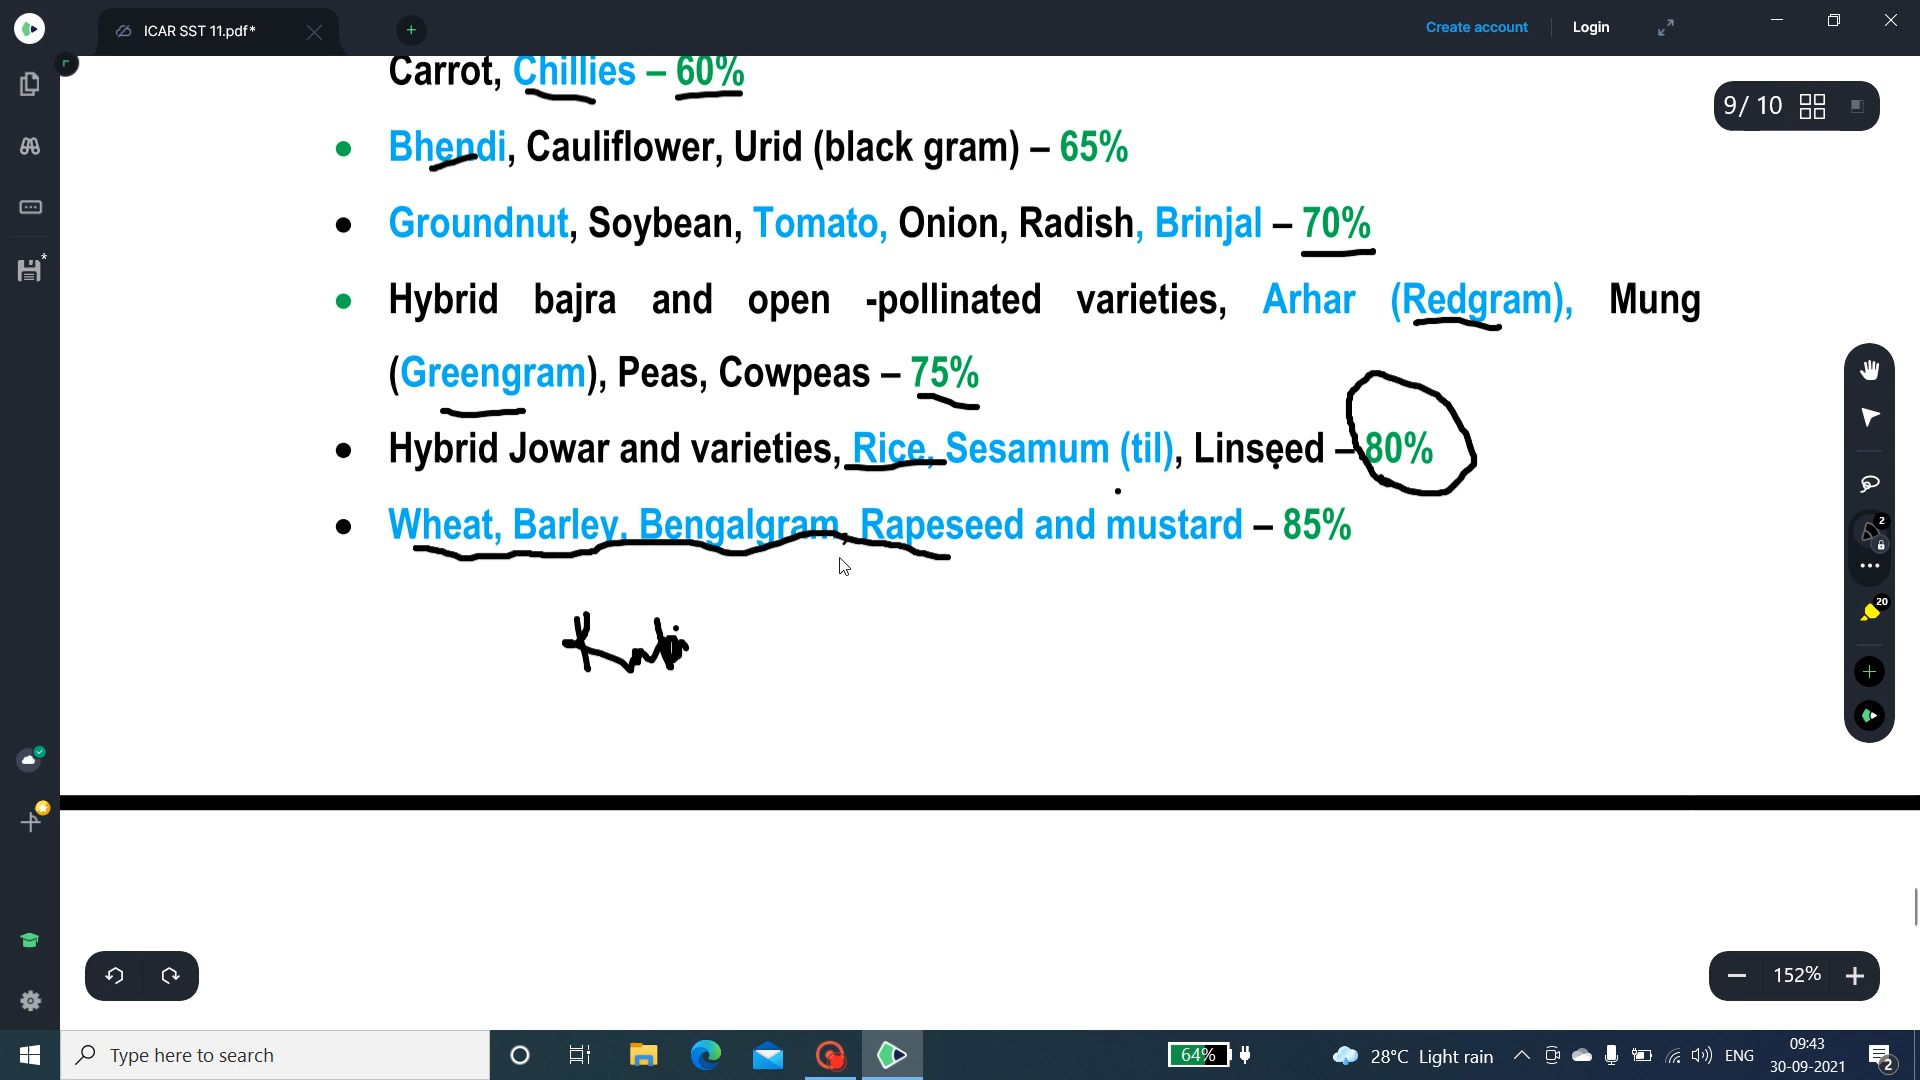 ICAR SST 11.pdf*
Create account
Login
Carrot, Chillies – 60%
9/ 10
Bhendi, Cauliflower, Urid (black gram) – 65%
Groundnut, Soybean, Tomato, Onion, Radish, Brinjal – 70%
Hybrid bajra and open -pollinated varieties, Arhar (Redgram), Mung
(Greengram), Peas, Cowpeas – 75%
Hybrid Jowar and varieties, Rice, Sesamum (til), Linseed – 80%
Wheat, Barley, Bengalgram, Rapeseed and mustard – 85%
2
20
152%
Type here to search
64%
28°C Light rain
ENG
09:43
30-09-2021
2